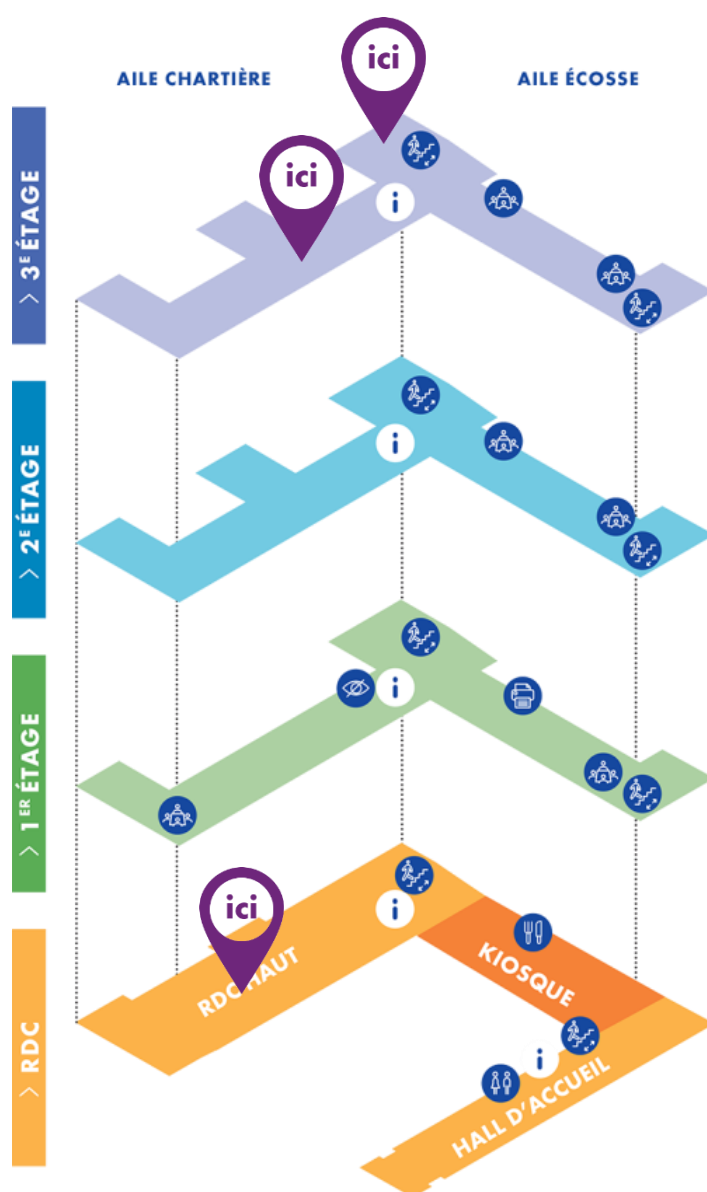 ici
AILE CHARTIÈRE
AILE ÉCOSSE
ici
> 3E ÉTAGE
i
> 2E ÉTAGE
i
> 1ER ÉTAGE
i
ici
> RDC
RDC HAUT
i
KIOSQUE
i
HALL D'ACCUEIL